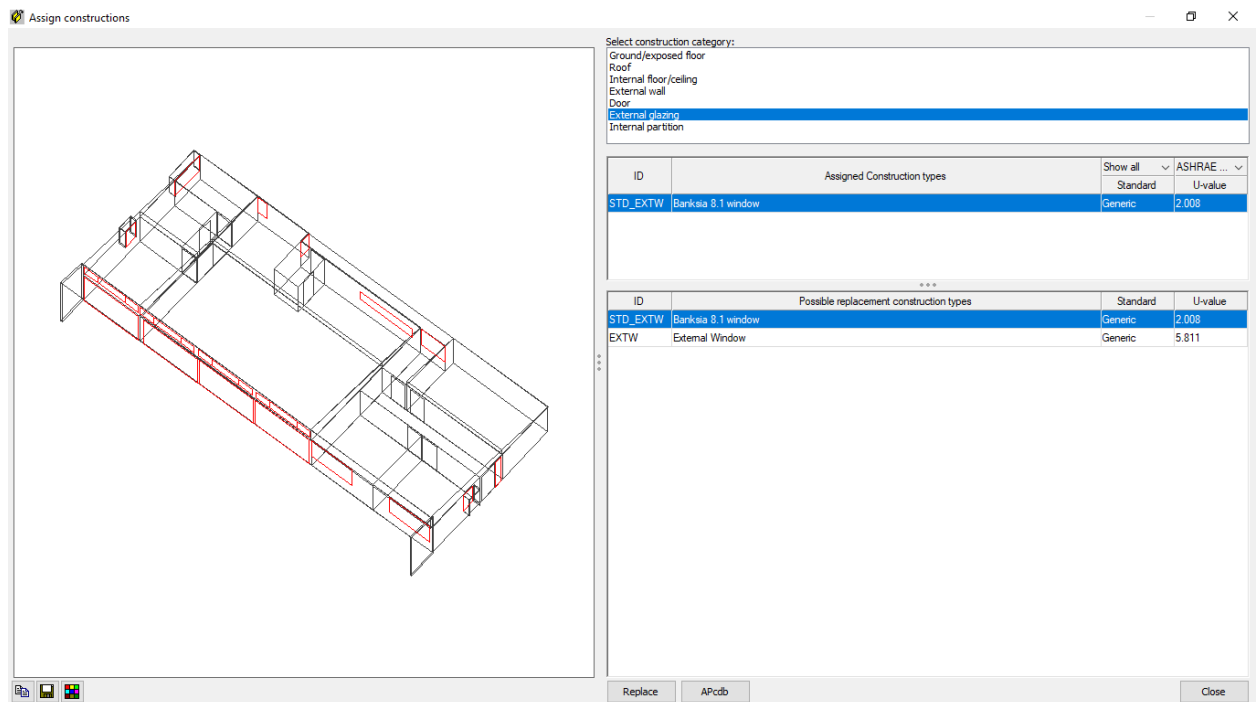 Assign constructions
Select construction category:
Ground/exposed floor
Roof
Internal floor/ceiling
External wall
Door
External glazing
Internal partition
ID Assigned Construction types Show all ASHRAE ...
Standard U-value
STD_EXTW Banksia 8.1 window Generic 2.008
ID Possible replacement construction types Standard U-value
STD_EXTW Banksia 8.1 window Generic 2.008
EXTW External Window Generic 5.811
Replace APcdb Close